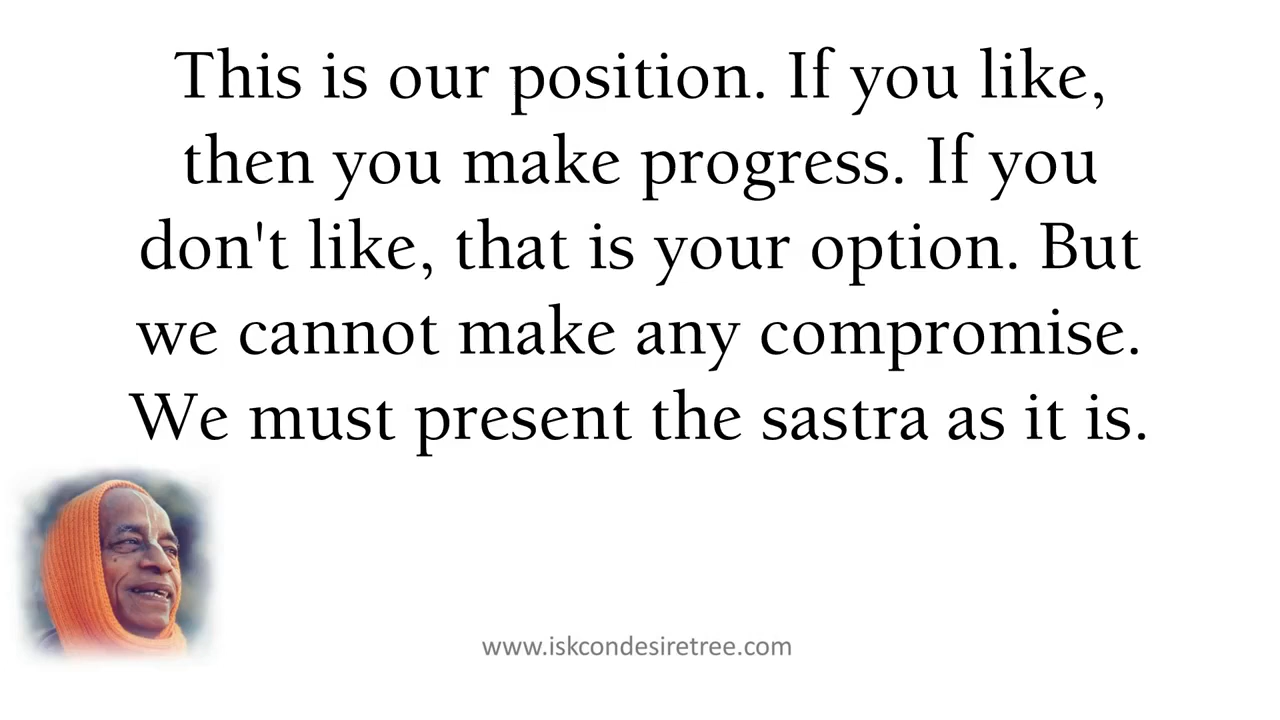 This is our position. If you like,
then you make progress. If you
don't like, that is your option. But
we cannot make any compromise.
We must present the sastra as it is.
www.iskcondesiretree.com